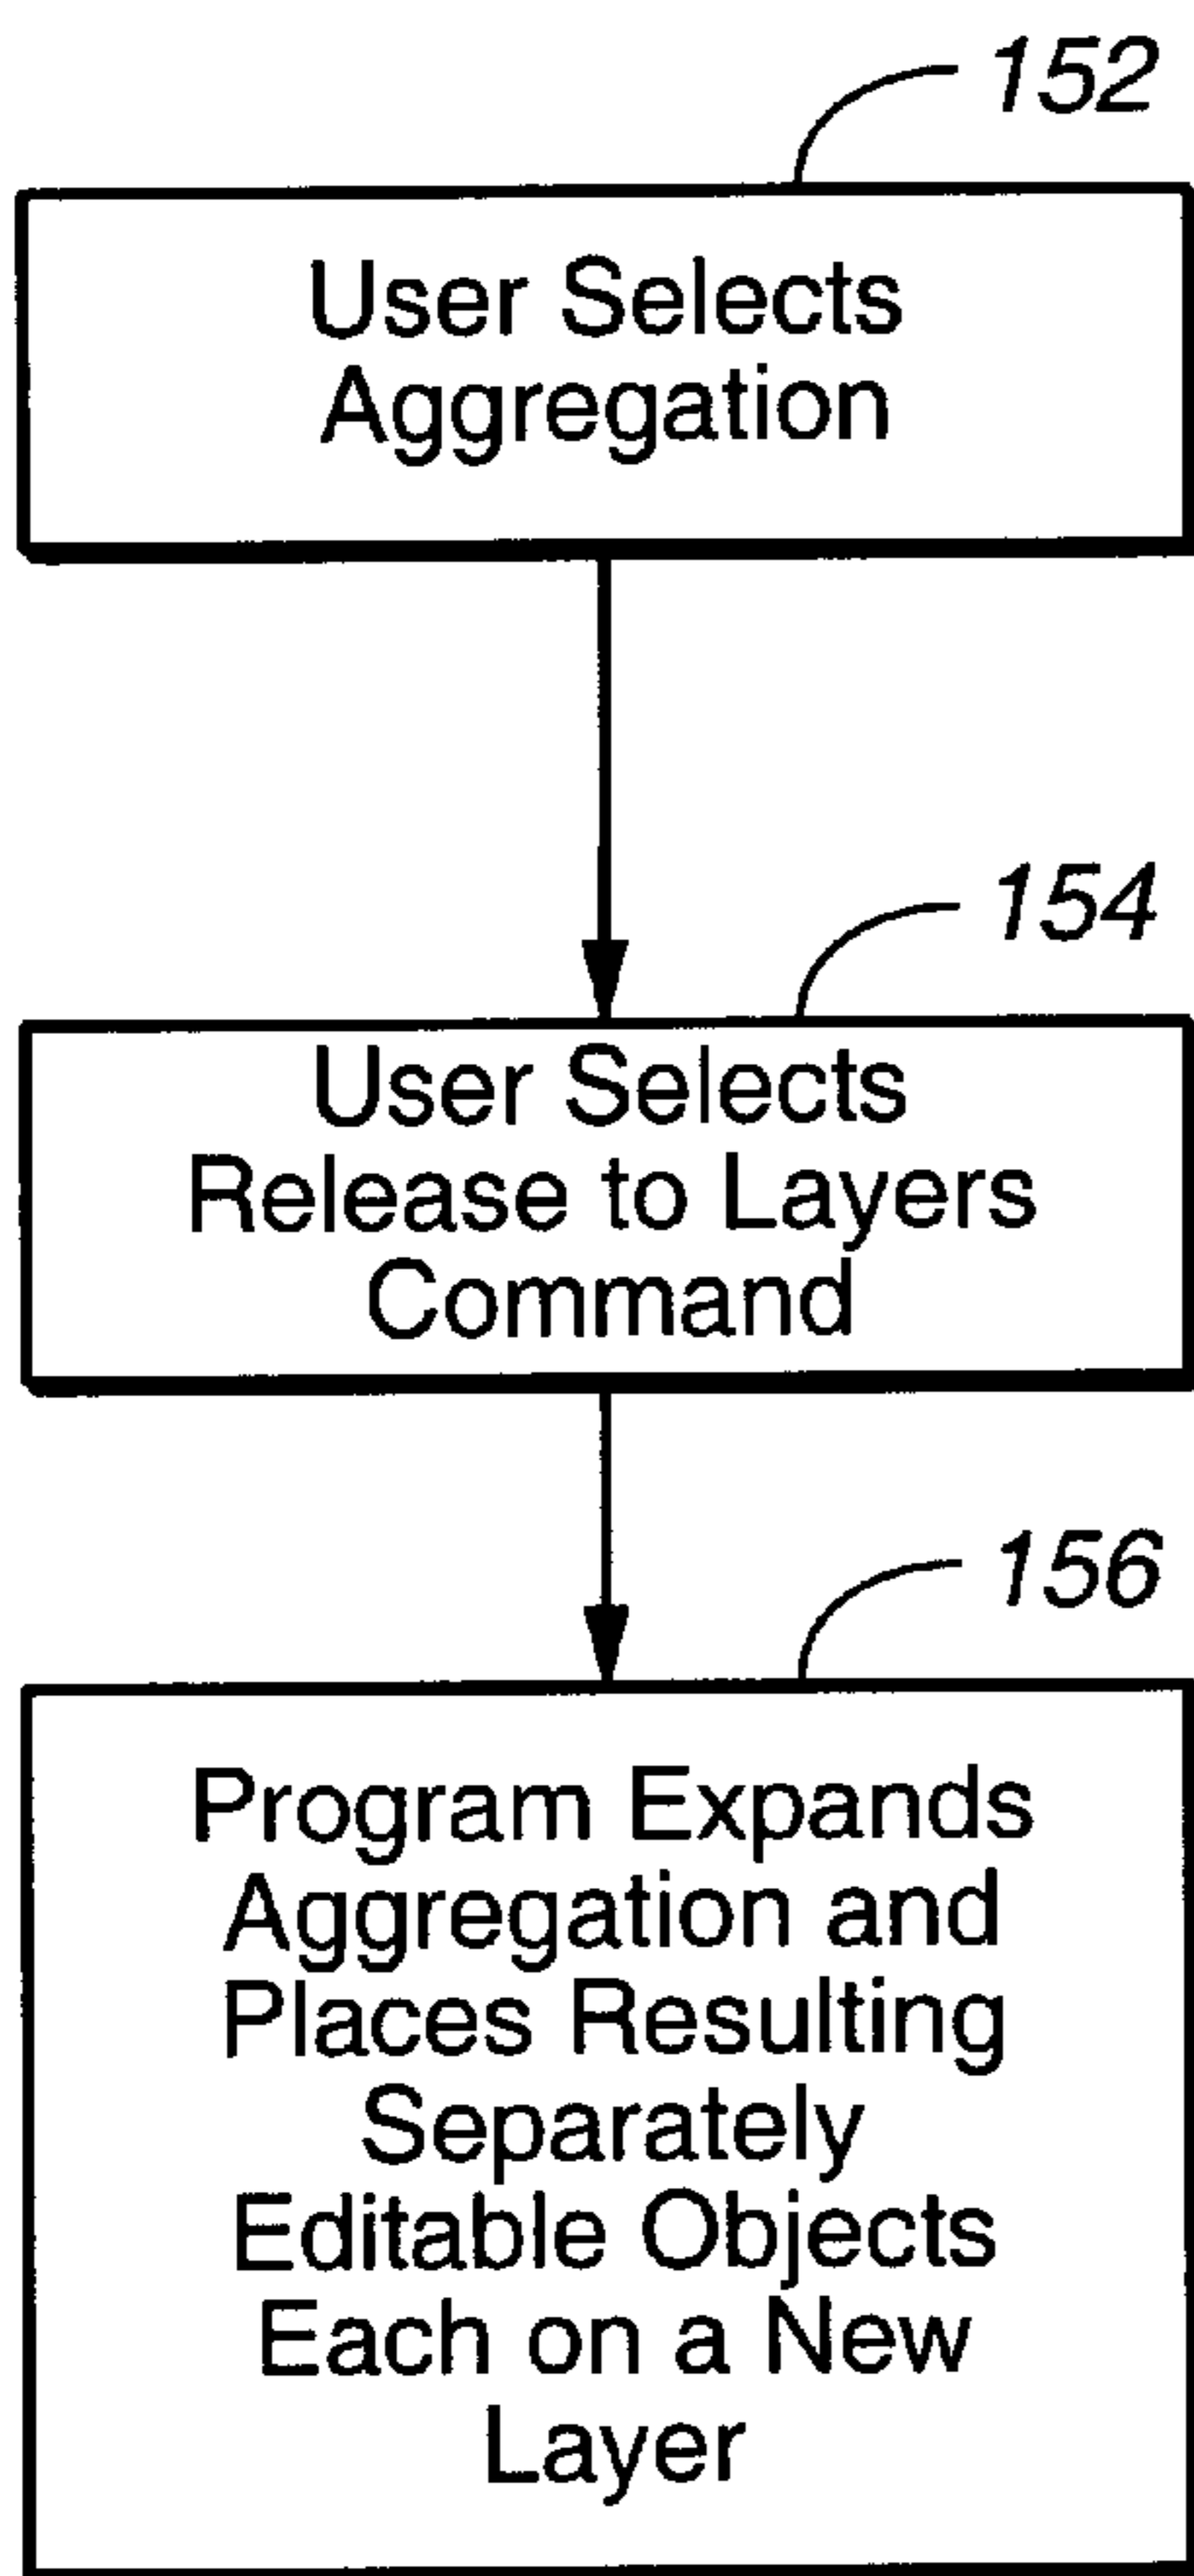 152
User Selects
Aggregation
154
User Selects
Release to Layers
Command
156
Program Expands
Aggregation and
Places Resulting
Separately
Editable Objects
Each on a New
Layer